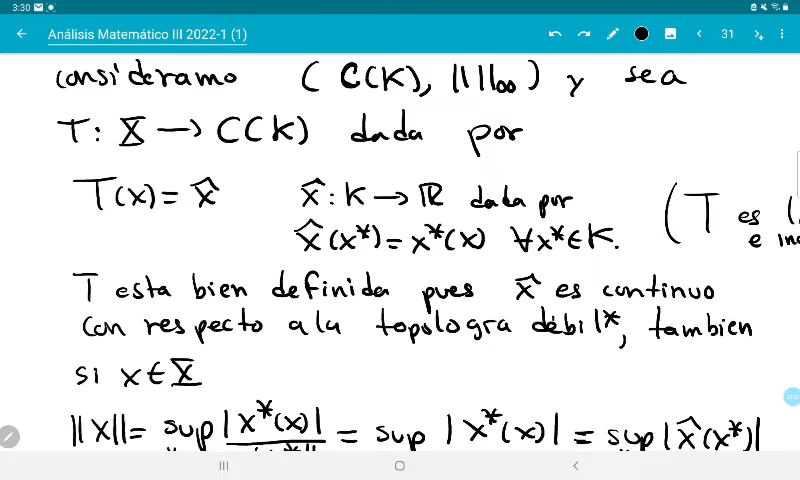 3:30
Análisis Matemático III 2022-1 (1)
31
consideramo (C(K), || ||∞) y sea
T: X → C(K) dada por
T(x) = x̂ x̂: K → ℝ dada por
x̂(x*) = x*(x) ∀x* ∈ K. (T es
e
T esta bien definida pues x̂ es continuo
con respecto a la topologia débil*, tambien
si x ∈ X
||x|| = sup |x*(x)| = sup |x*(x)| = sup |x̂(x*)|